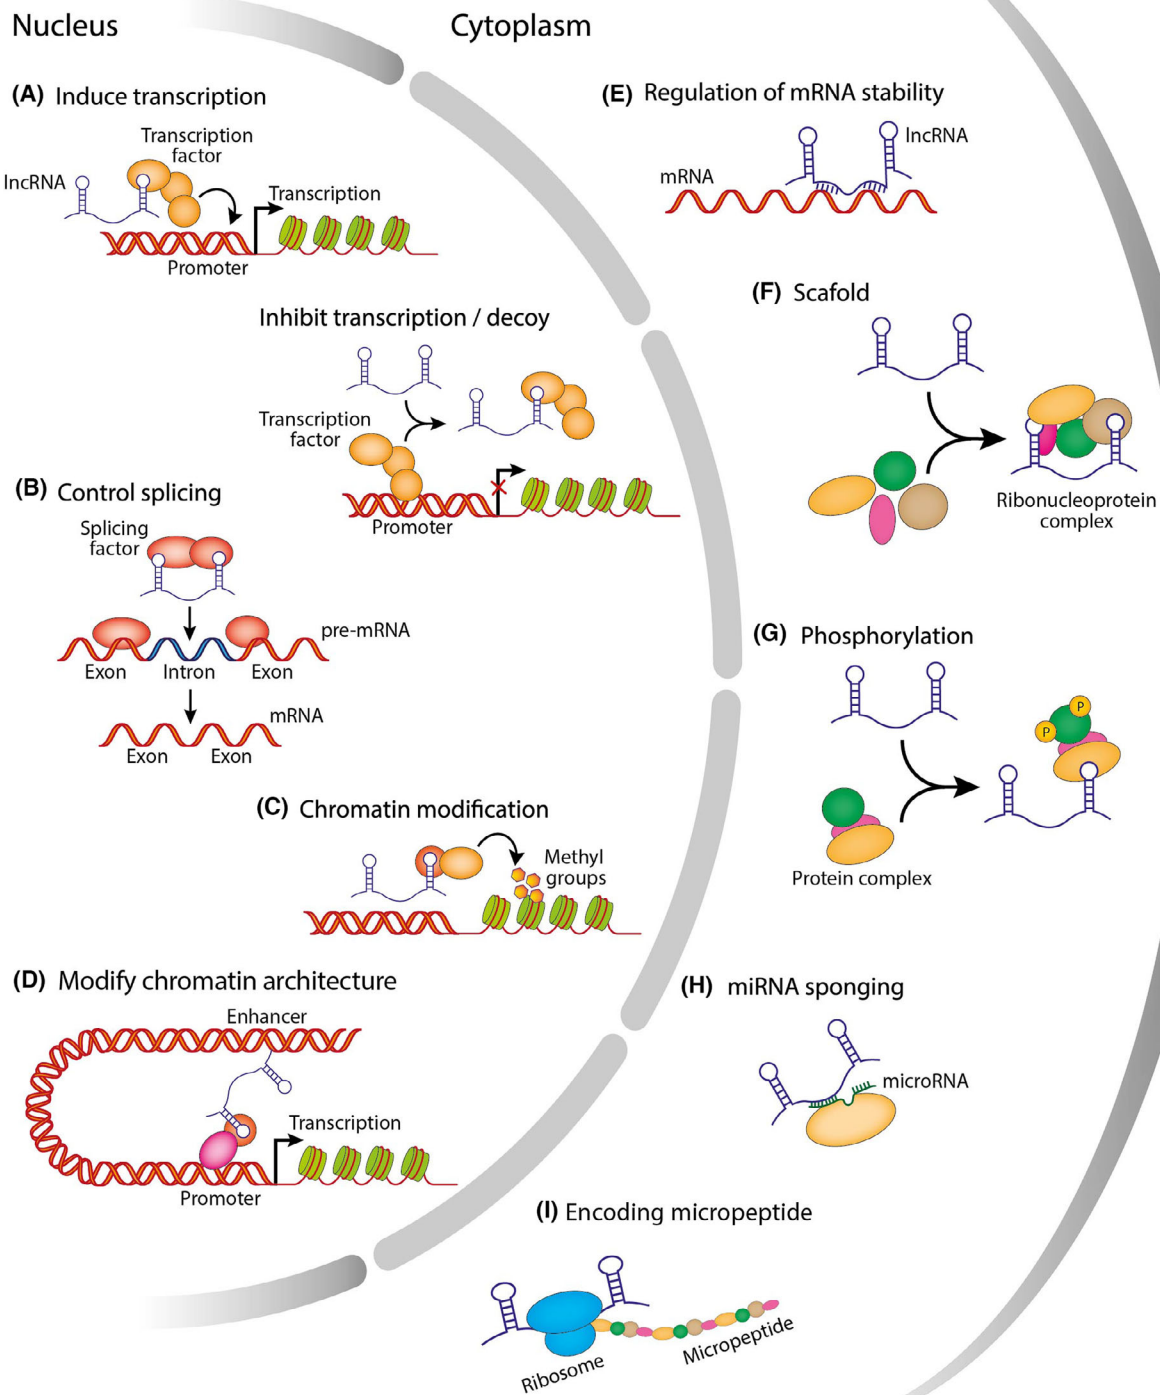 Nucleus
Cytoplasm
(A) Induce transcription
Transcription
factor
lncRNA
Transcription
Promoter
Inhibit transcription / decoy
Transcription
factor
Promoter
(B) Control splicing
Splicing
factor
pre-mRNA
Exon
Intron
Exon
mRNA
Exon
Exon
(C) Chromatin modification
Methyl
groups
(D) Modify chromatin architecture
Enhancer
Transcription
Promoter
(E) Regulation of mRNA stability
lncRNA
mRNA
(F) Scafold
Ribonucleoprotein
complex
(G) Phosphorylation
P
P
Protein complex
(H) miRNA sponging
microRNA
(I) Encoding micropeptide
Ribosome
Micropeptide